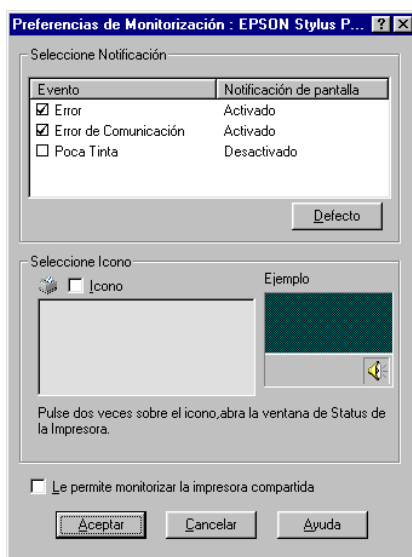 Preferencias de Monitorización : EPSON Stylus P...
Seleccione Notificación
Evento Notificación de pantalla
Error Activado
Error de Comunicación Activado
Poca Tinta Desactivado
Defecto
Seleccione Icono
Icono Ejemplo
Pulse dos veces sobre el icono,abra la ventana de Status de
la Impresora.
Le permite monitorizar la impresora compartida
Aceptar Cancelar Ayuda